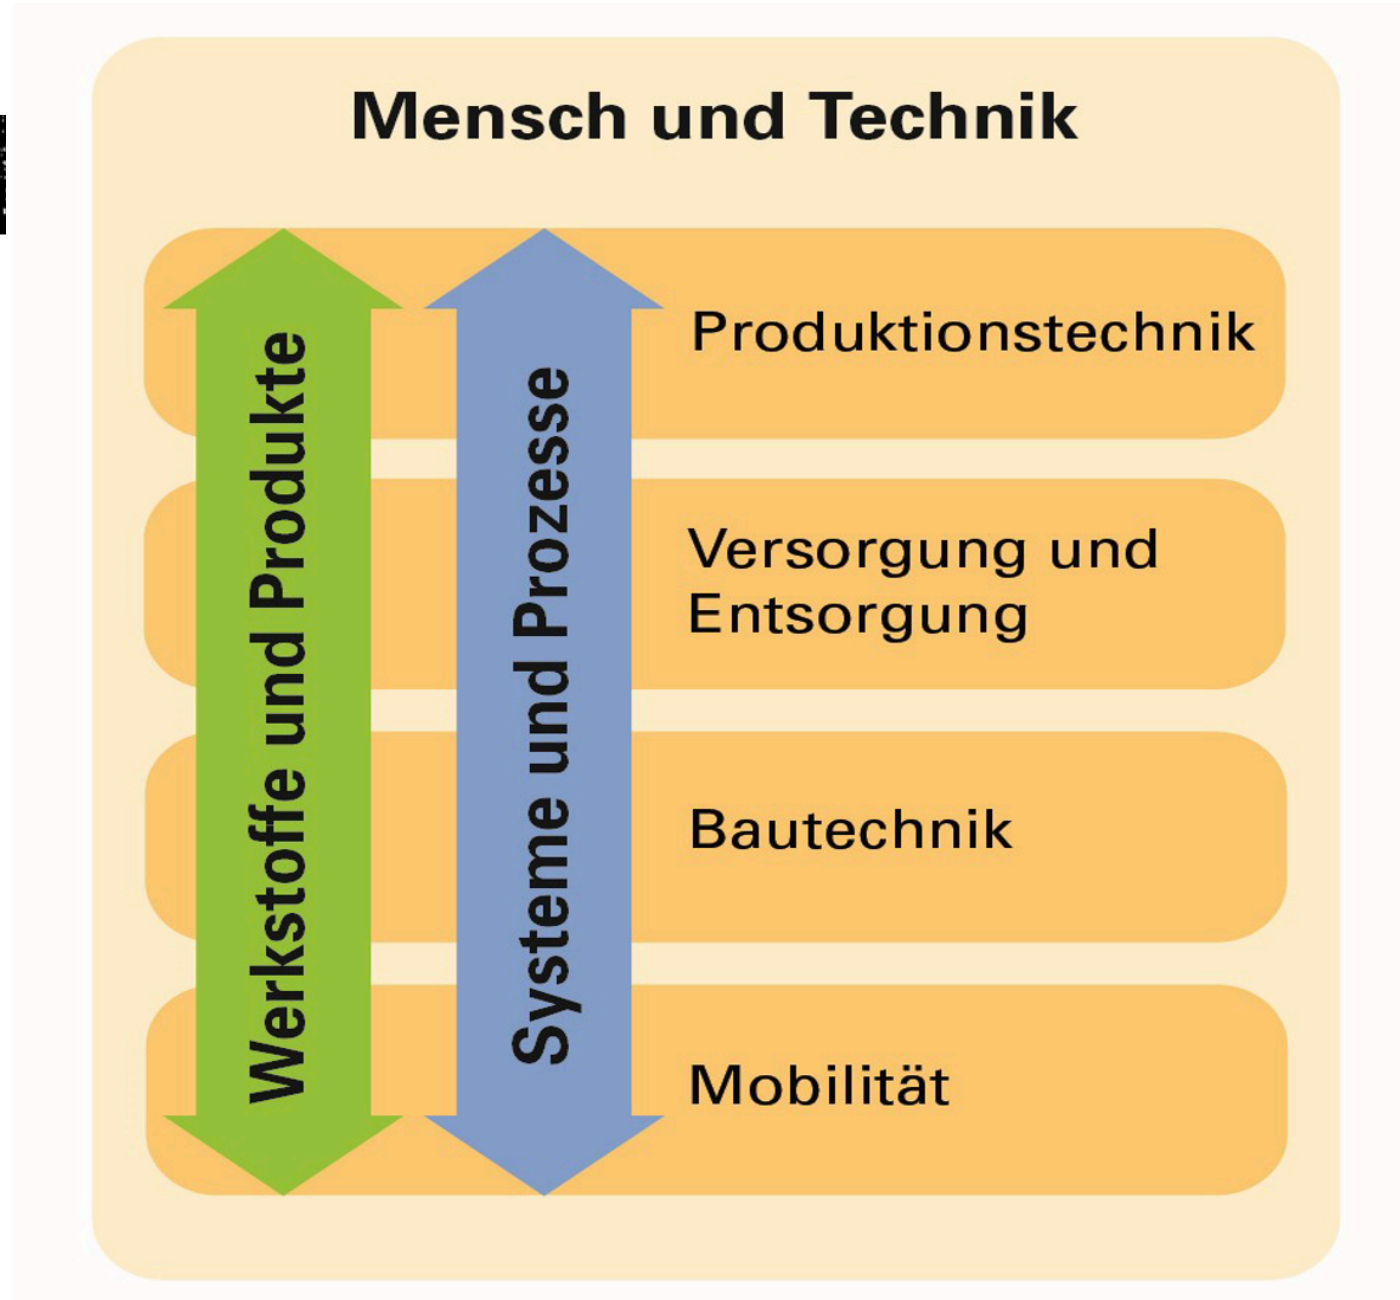 Mensch und Technik
Werkstoffe und Produkte
Systeme und Prozesse
Produktionstechnik
Versorgung und
Entsorgung
Bautechnik
Mobilität